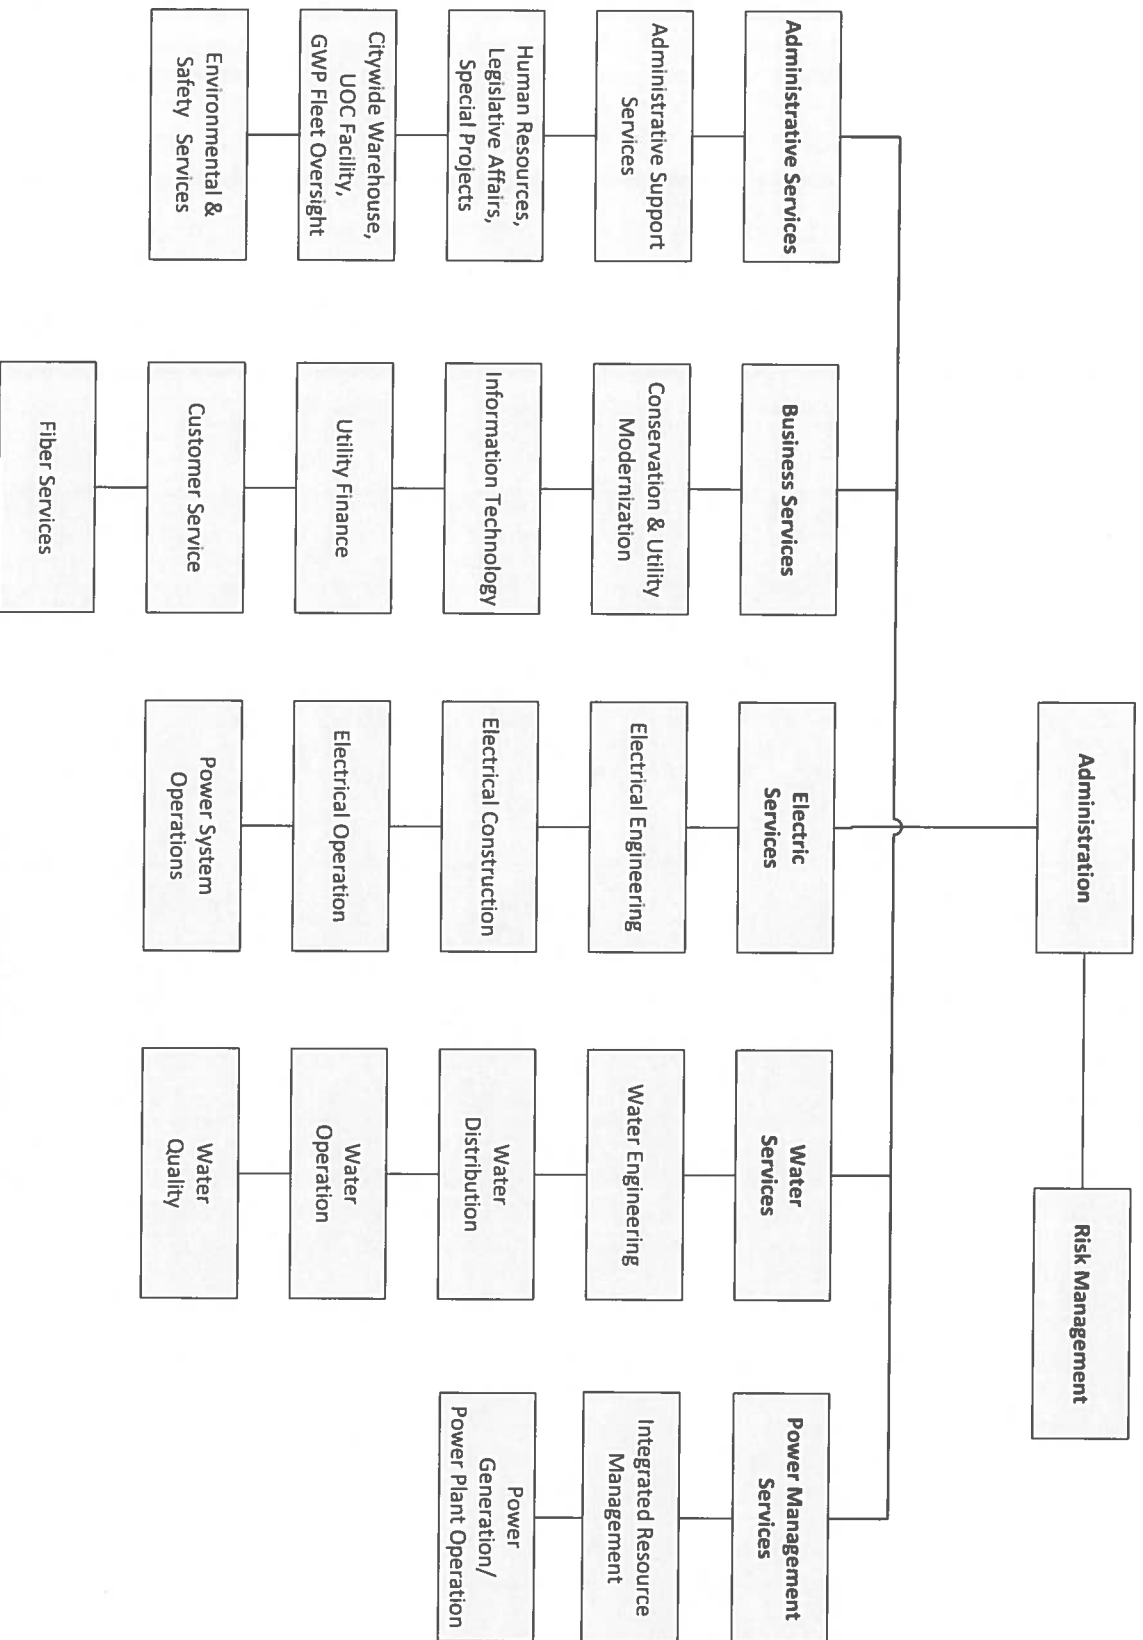 Administration
Risk Management
Administrative Services
Administrative Support
Services
Human Resources,
Legislative Affairs,
Special Projects
Citywide Warehouse,
UOC Facility,
GWP Fleet Oversight
Environmental &
Safety Services
Business Services
Conservation & Utility
Modernization
Information Technology
Utility Finance
Customer Service
Fiber Services
Electric
Services
Electrical Engineering
Electrical Construction
Electrical Operation
Power System
Operations
Water
Services
Water Engineering
Water
Distribution
Water
Operation
Water
Quality
Power Management
Services
Integrated Resource
Management
Power
Generation/
Power Plant Operation